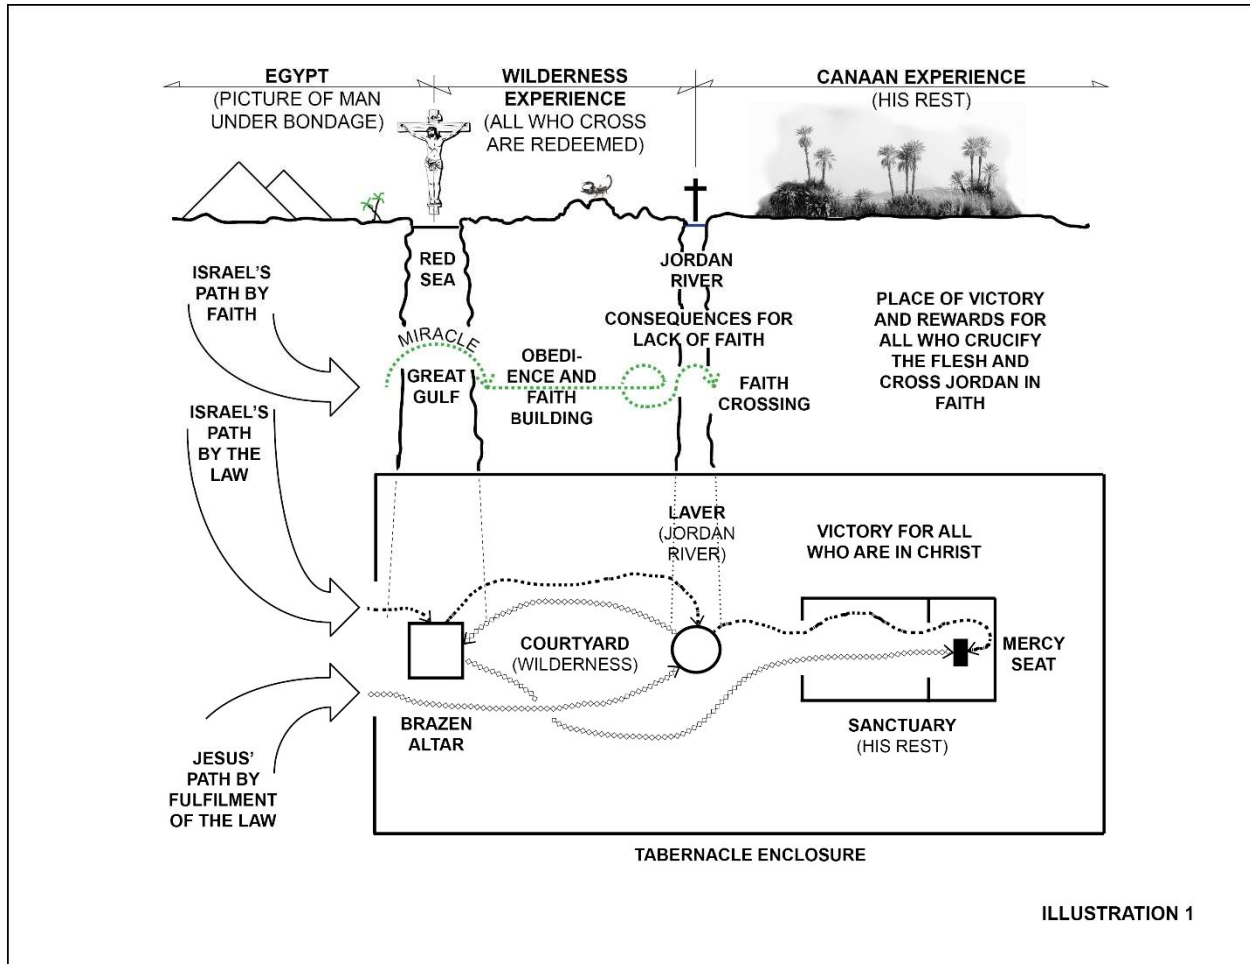 EGYPT
(PICTURE OF MAN
UNDER BONDAGE)
WILDERNESS
EXPERIENCE
(ALL WHO CROSS
ARE REDEEMED)
CANAAN EXPERIENCE
(HIS REST)
RED
SEA
JORDAN
RIVER
ISRAEL'S
PATH BY
FAITH
MIRACLE
GREAT
GULF
OBEDI-
ENCE AND
FAITH
BUILDING
CONSEQUENCES FOR
LACK OF FAITH
FAITH
CROSSING
PLACE OF VICTORY
AND REWARDS FOR
ALL WHO CRUCIFY
THE FLESH AND
CROSS JORDAN IN
FAITH
ISRAEL'S
PATH
BY THE
LAW
LAVER
(JORDAN
RIVER)
VICTORY FOR ALL
WHO ARE IN CHRIST
COURTYARD
(WILDERNESS)
MERCY
SEAT
BRAZEN
ALTAR
SANCTUARY
(HIS REST)
JESUS'
PATH BY
FULFILMENT
OF THE LAW
TABERNACLE ENCLOSURE
ILLUSTRATION 1